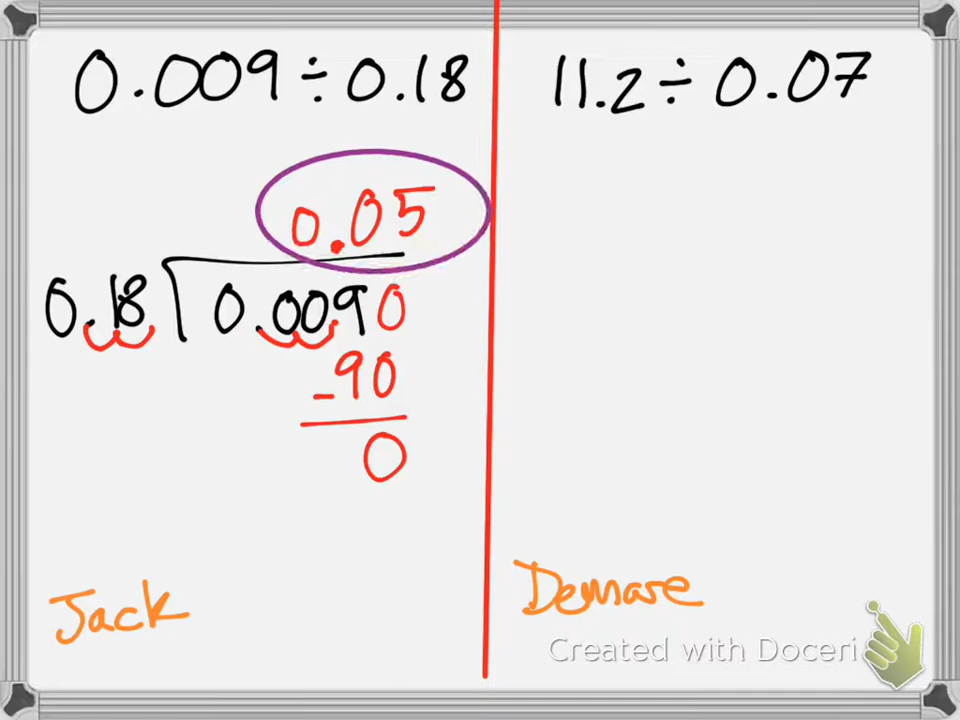 0.009 ÷ 0.18
0.05
0.18 0.0090
-90
0
Jack
11.2 ÷ 0.07
Demare
Created with Doceri